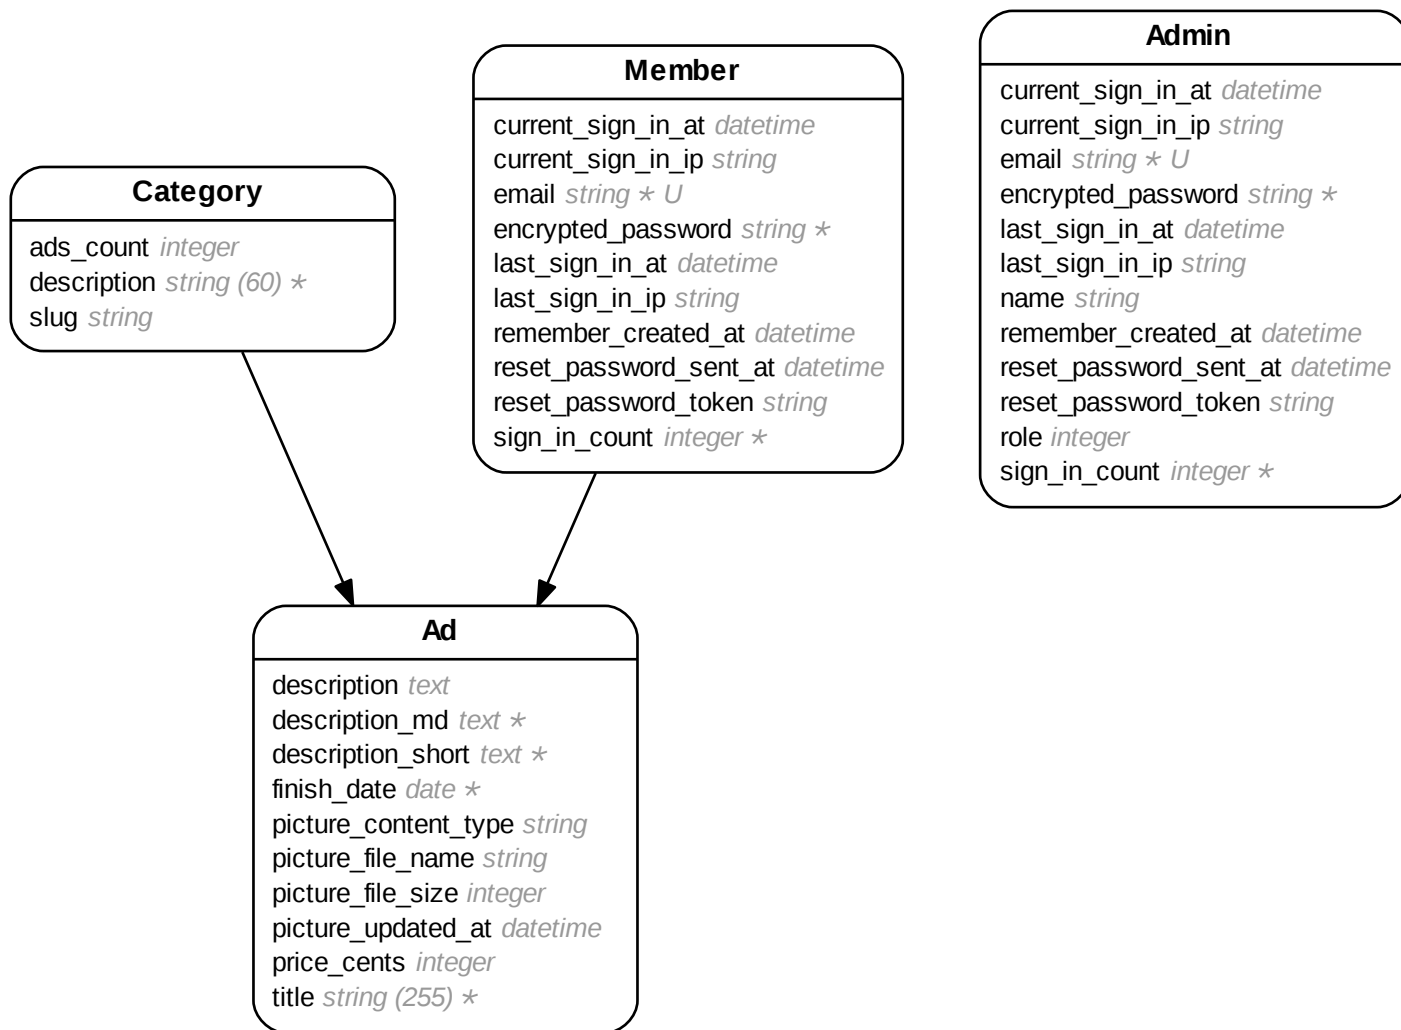 Category
ads_count integer
description string (60) *
slug string
Member
current_sign_in_at datetime
current_sign_in_ip string
email string * U
encrypted_password string *
last_sign_in_at datetime
last_sign_in_ip string
remember_created_at datetime
reset_password_sent_at datetime
reset_password_token string
sign_in_count integer *
Admin
current_sign_in_at datetime
current_sign_in_ip string
email string * U
encrypted_password string *
last_sign_in_at datetime
last_sign_in_ip string
name string
remember_created_at datetime
reset_password_sent_at datetime
reset_password_token string
role integer
sign_in_count integer *
Ad
description text
description_md text *
description_short text *
finish_date date *
picture_content_type string
picture_file_name string
picture_file_size integer
picture_updated_at datetime
price_cents integer
title string (255) *